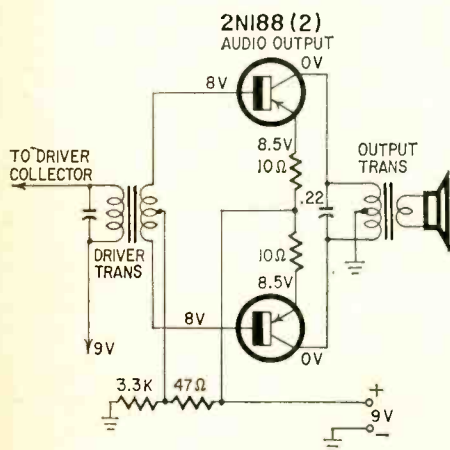 2N188 (2)
AUDIO OUTPUT
0V
8V
8.5V
10Ω
OUTPUT
TRANS
TO DRIVER
COLLECTOR
.22
DRIVER
TRANS
10Ω
8.5V
9V
8V
0V
3.3K
47Ω
+
9V
-